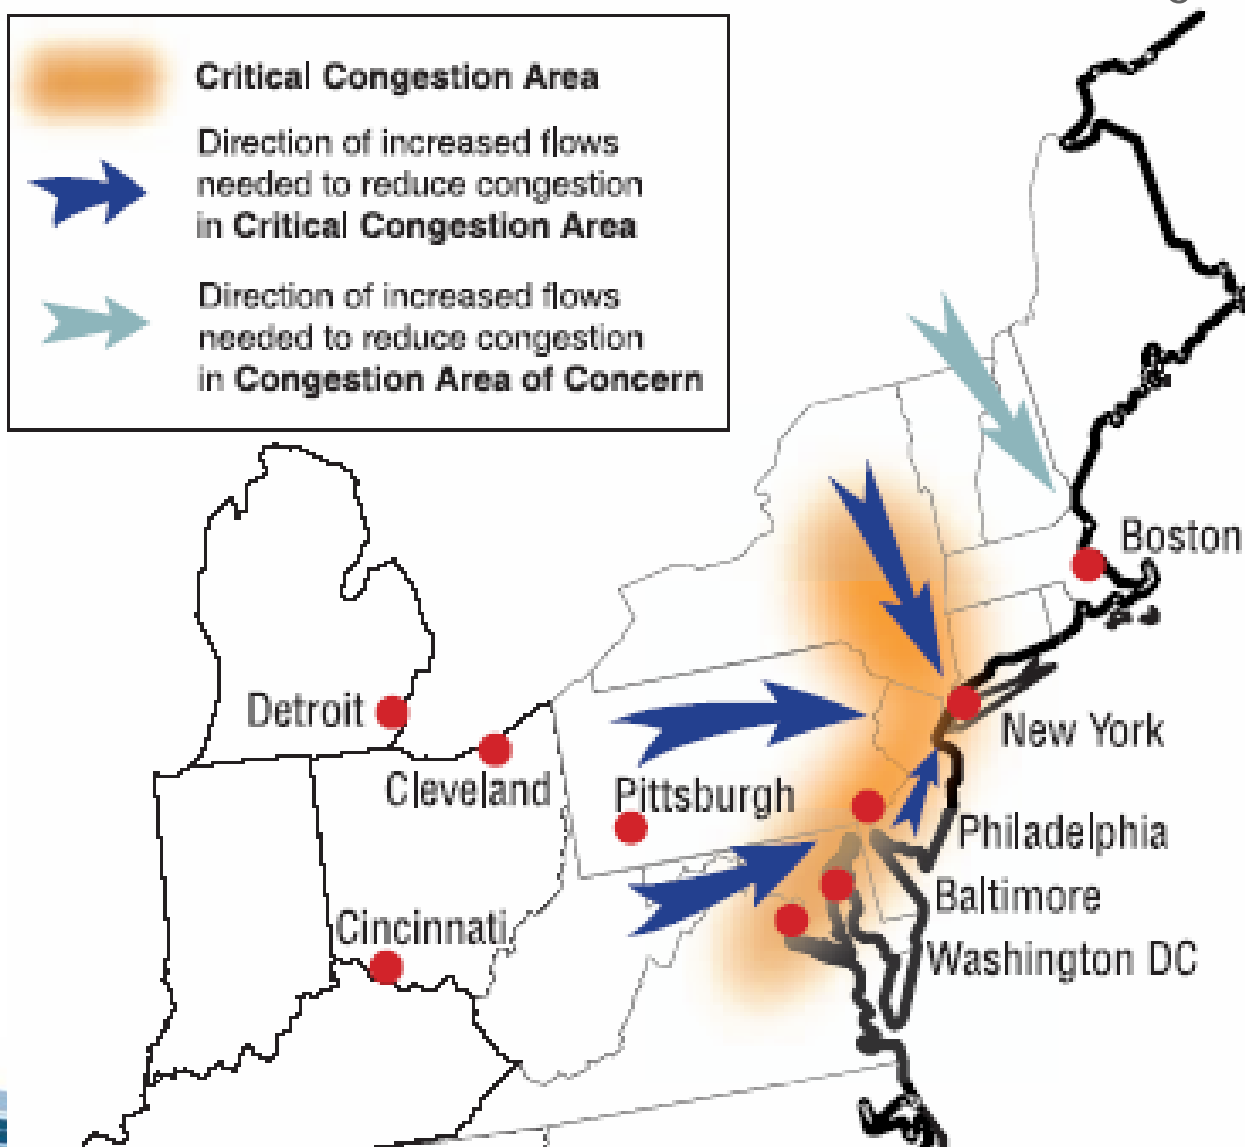 Critical Congestion Area
Direction of increased flows
needed to reduce congestion
in Critical Congestion Area
Direction of increased flows
needed to reduce congestion
in Congestion Area of Concern
Boston
Detroit
New York
Cleveland
Pittsburgh
Philadelphia
Baltimore
Cincinnati
Washington DC